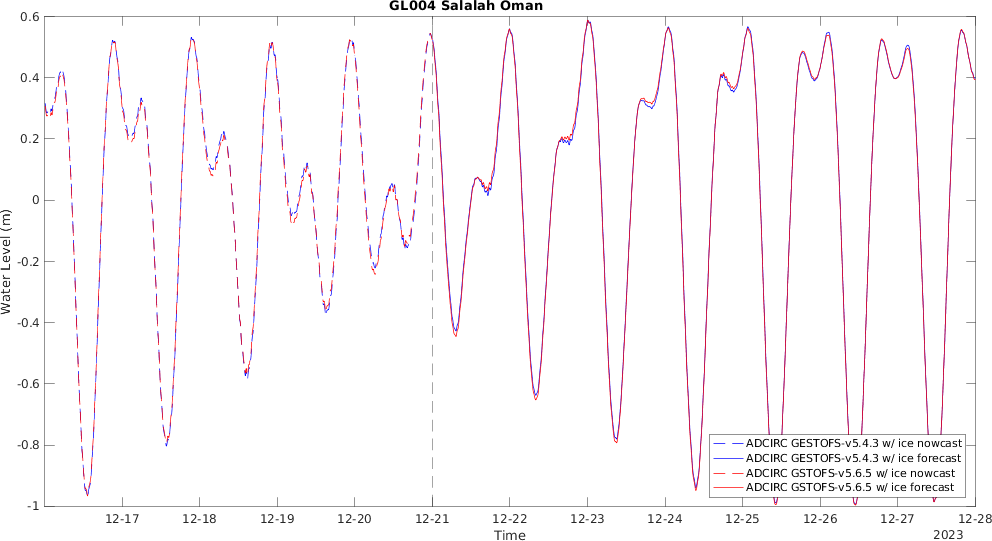 GL004 Salalah Oman
0.6
0.4
0.2
0
-0.2
-0.4
-0.6
-0.8
-1
Water Level (m)
12-17 12-18 12-19 12-20 12-21 12-22 12-23 12-24 12-25 12-26 12-27 12-28
Time
2023
ADCIRC GESTOFS-v5.4.3 w/ ice nowcast
ADCIRC GESTOFS-v5.4.3 w/ ice forecast
ADCIRC GSTOFS-v5.6.5 w/ ice nowcast
ADCIRC GSTOFS-v5.6.5 w/ ice forecast